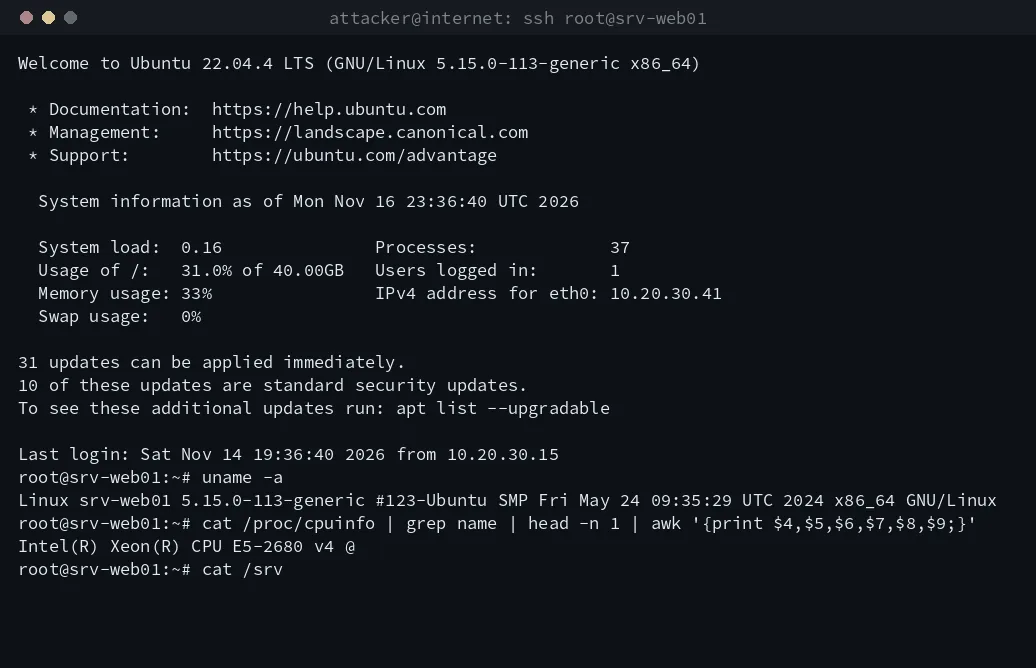 attacker@internet: ssh root@srv-web01
Welcome to Ubuntu 22.04.4 LTS (GNU/Linux 5.15.0-113-generic x86_64)
* Documentation:  https://help.ubuntu.com
* Management:     https://landscape.canonical.com
* Support:        https://ubuntu.com/advantage
System information as of Mon Nov 16 23:36:40 UTC 2026
System load:  0.16               Processes:             37
Usage of /:   31.0% of 40.00GB   Users logged in:       1
Memory usage: 33%                IPv4 address for eth0: 10.20.30.41
Swap usage:   0%
31 updates can be applied immediately.
10 of these updates are standard security updates.
To see these additional updates run: apt list --upgradable
Last login: Sat Nov 14 19:36:40 2026 from 10.20.30.15
root@srv-web01:~# uname -a
Linux srv-web01 5.15.0-113-generic #123-Ubuntu SMP Fri May 24 09:35:29 UTC 2024 x86_64 GNU/Linux
root@srv-web01:~# cat /proc/cpuinfo | grep name | head -n 1 | awk '{print $4,$5,$6,$7,$8,$9;}'
Intel(R) Xeon(R) CPU E5-2680 v4 @
root@srv-web01:~# cat /srv